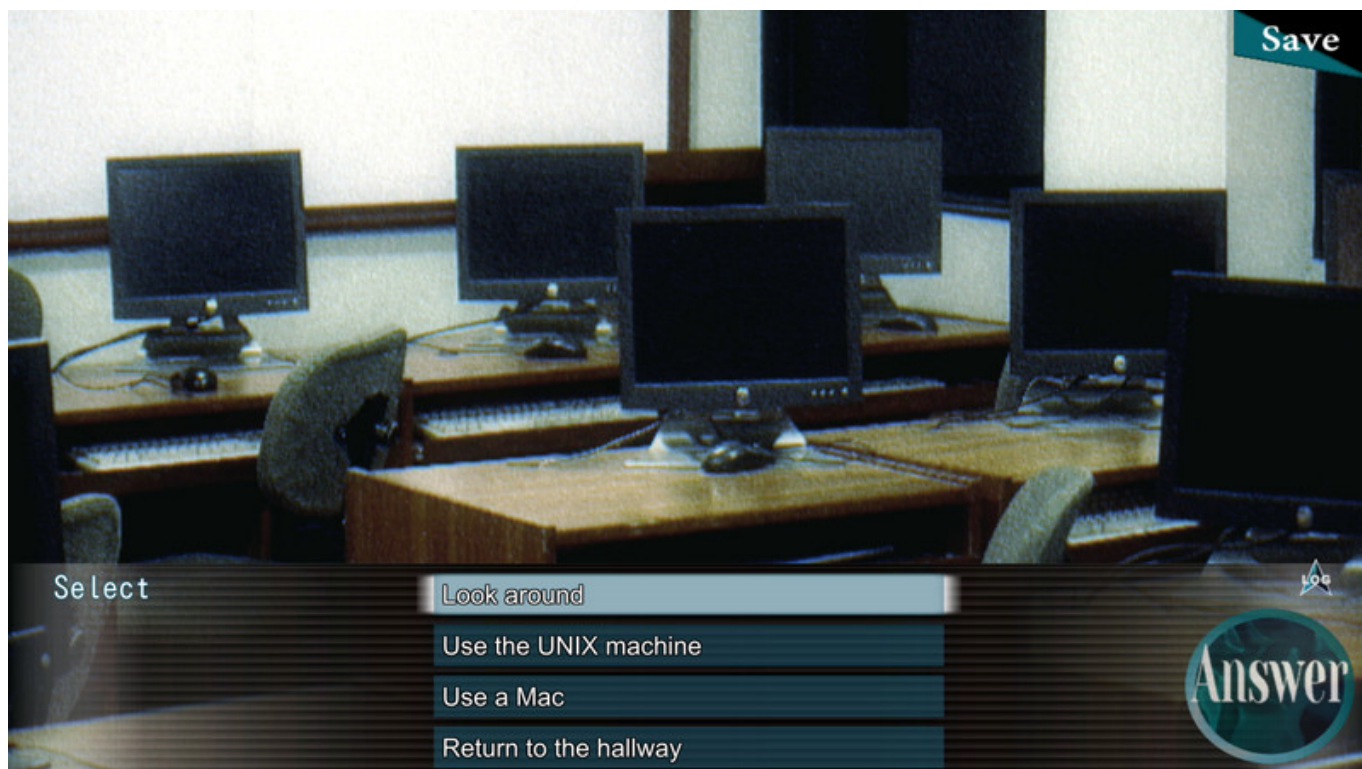 Save
Select
Look around
Use the UNIX machine
Use a Mac
Return to the hallway
LOG
Answer